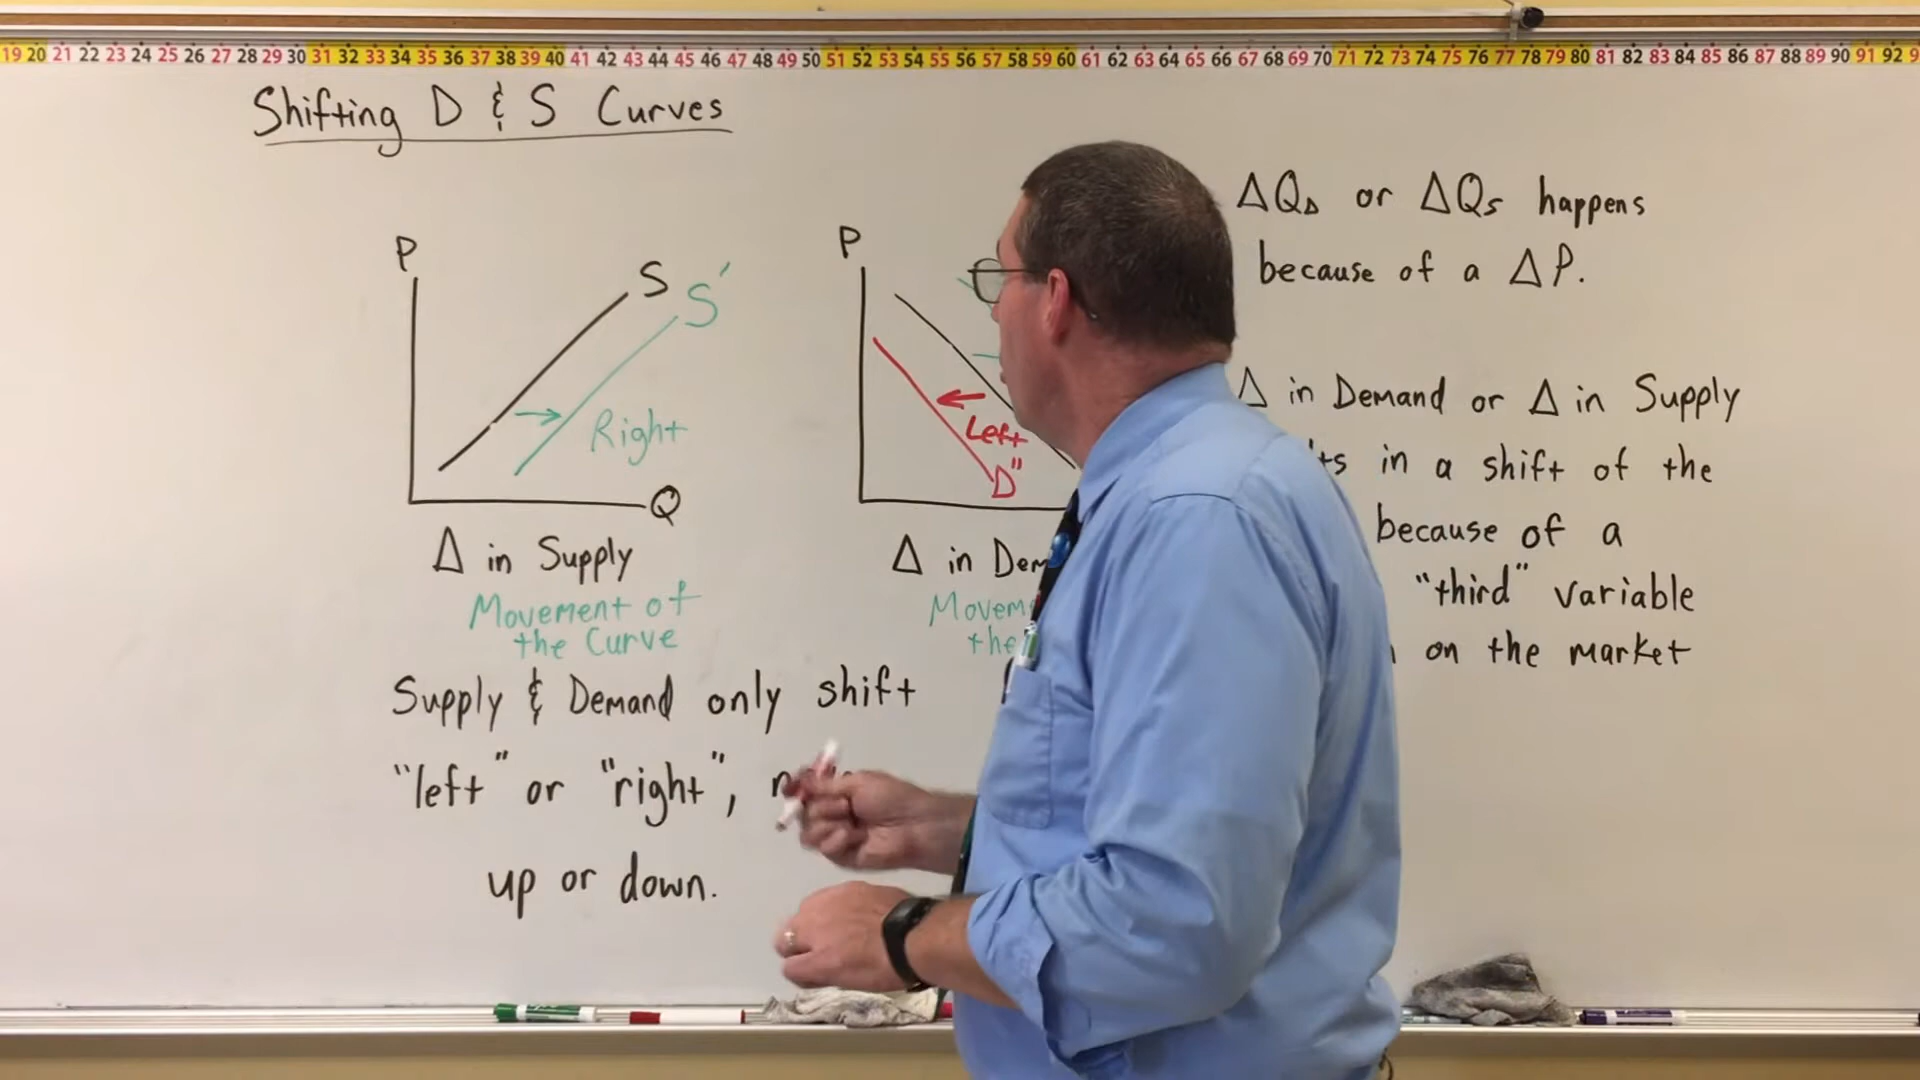 19 20 21 22 23 24 25 26 27 28 29 30 31 32 33 34 35 36 37 38 39 40 41 42 43 44 45 46 47 48 49 50 51 52 53 54 55 56 57 58 59 60 61 62 63 64 65 66 67 68 69 70 71 72 73 74 75 76 77 78 79 80 81 82 83 84 85 86 87 88 89 90 91 92
Shifting D & S Curves
P
S
S'
Right
Q
Δ in Supply
Movement of
the Curve
P
Left
D"
Δ in
the
Supply & Demand only shift
"left" or "right",
up or down.
ΔQD or ΔQS happens
because of a ΔP.
Δ in Demand or Δ in Supply
in a shift of the
because of a
"third" variable
on the market